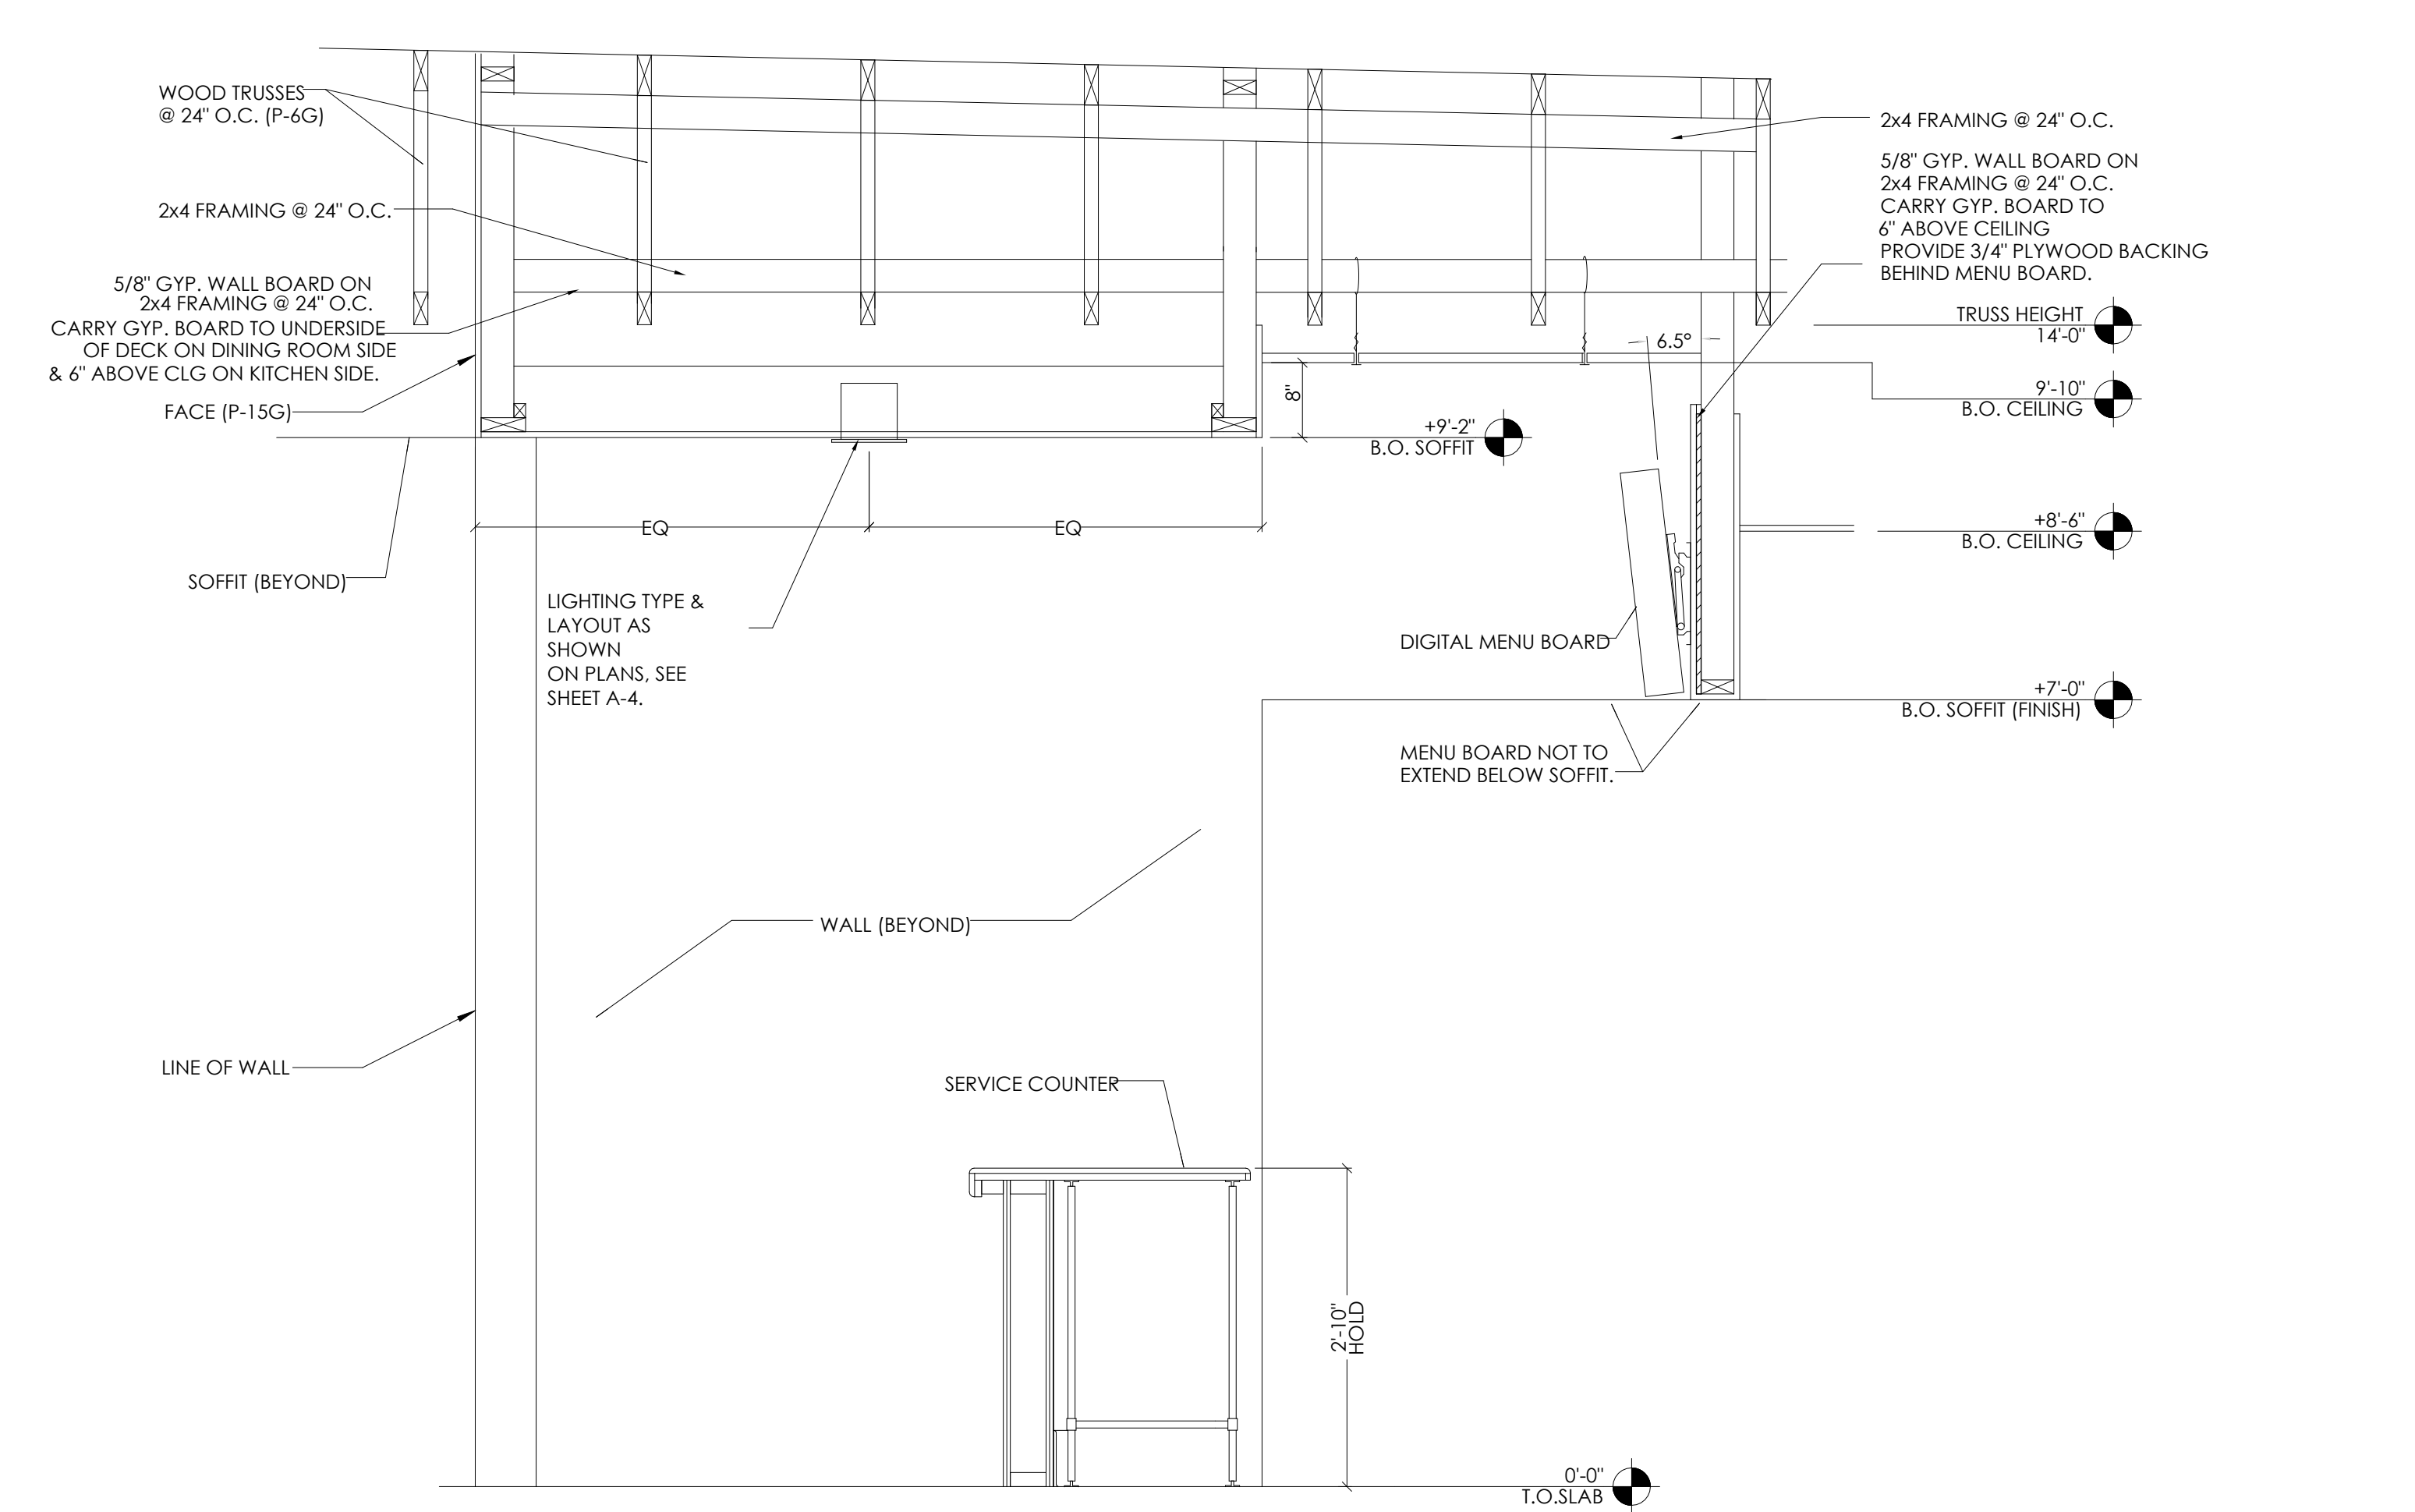 WOOD TRUSSES
@ 24" O.C. (P-6G)
2x4 FRAMING @ 24" O.C.
5/8" GYP. WALL BOARD ON
2x4 FRAMING @ 24" O.C.
CARRY GYP. BOARD TO UNDERSIDE
OF DECK ON DINING ROOM SIDE
& 6" ABOVE CLG ON KITCHEN SIDE.
FACE (P-15G)
SOFFIT (BEYOND)
LINE OF WALL
EQ
EQ
LIGHTING TYPE &
LAYOUT AS
SHOWN
ON PLANS, SEE
SHEET A-4.
WALL (BEYOND)
SERVICE COUNTER
8"
+9'-2"
B.O. SOFFIT
6.5°
DIGITAL MENU BOARD
MENU BOARD NOT TO
EXTEND BELOW SOFFIT.
2'-10"
HOLD
0'-0"
T.O.SLAB
2x4 FRAMING @ 24" O.C.
5/8" GYP. WALL BOARD ON
2x4 FRAMING @ 24" O.C.
CARRY GYP. BOARD TO
6" ABOVE CEILING
PROVIDE 3/4" PLYWOOD BACKING
BEHIND MENU BOARD.
TRUSS HEIGHT
14'-0"
9'-10"
B.O. CEILING
+8'-6"
B.O. CEILING
+7'-0"
B.O. SOFFIT (FINISH)